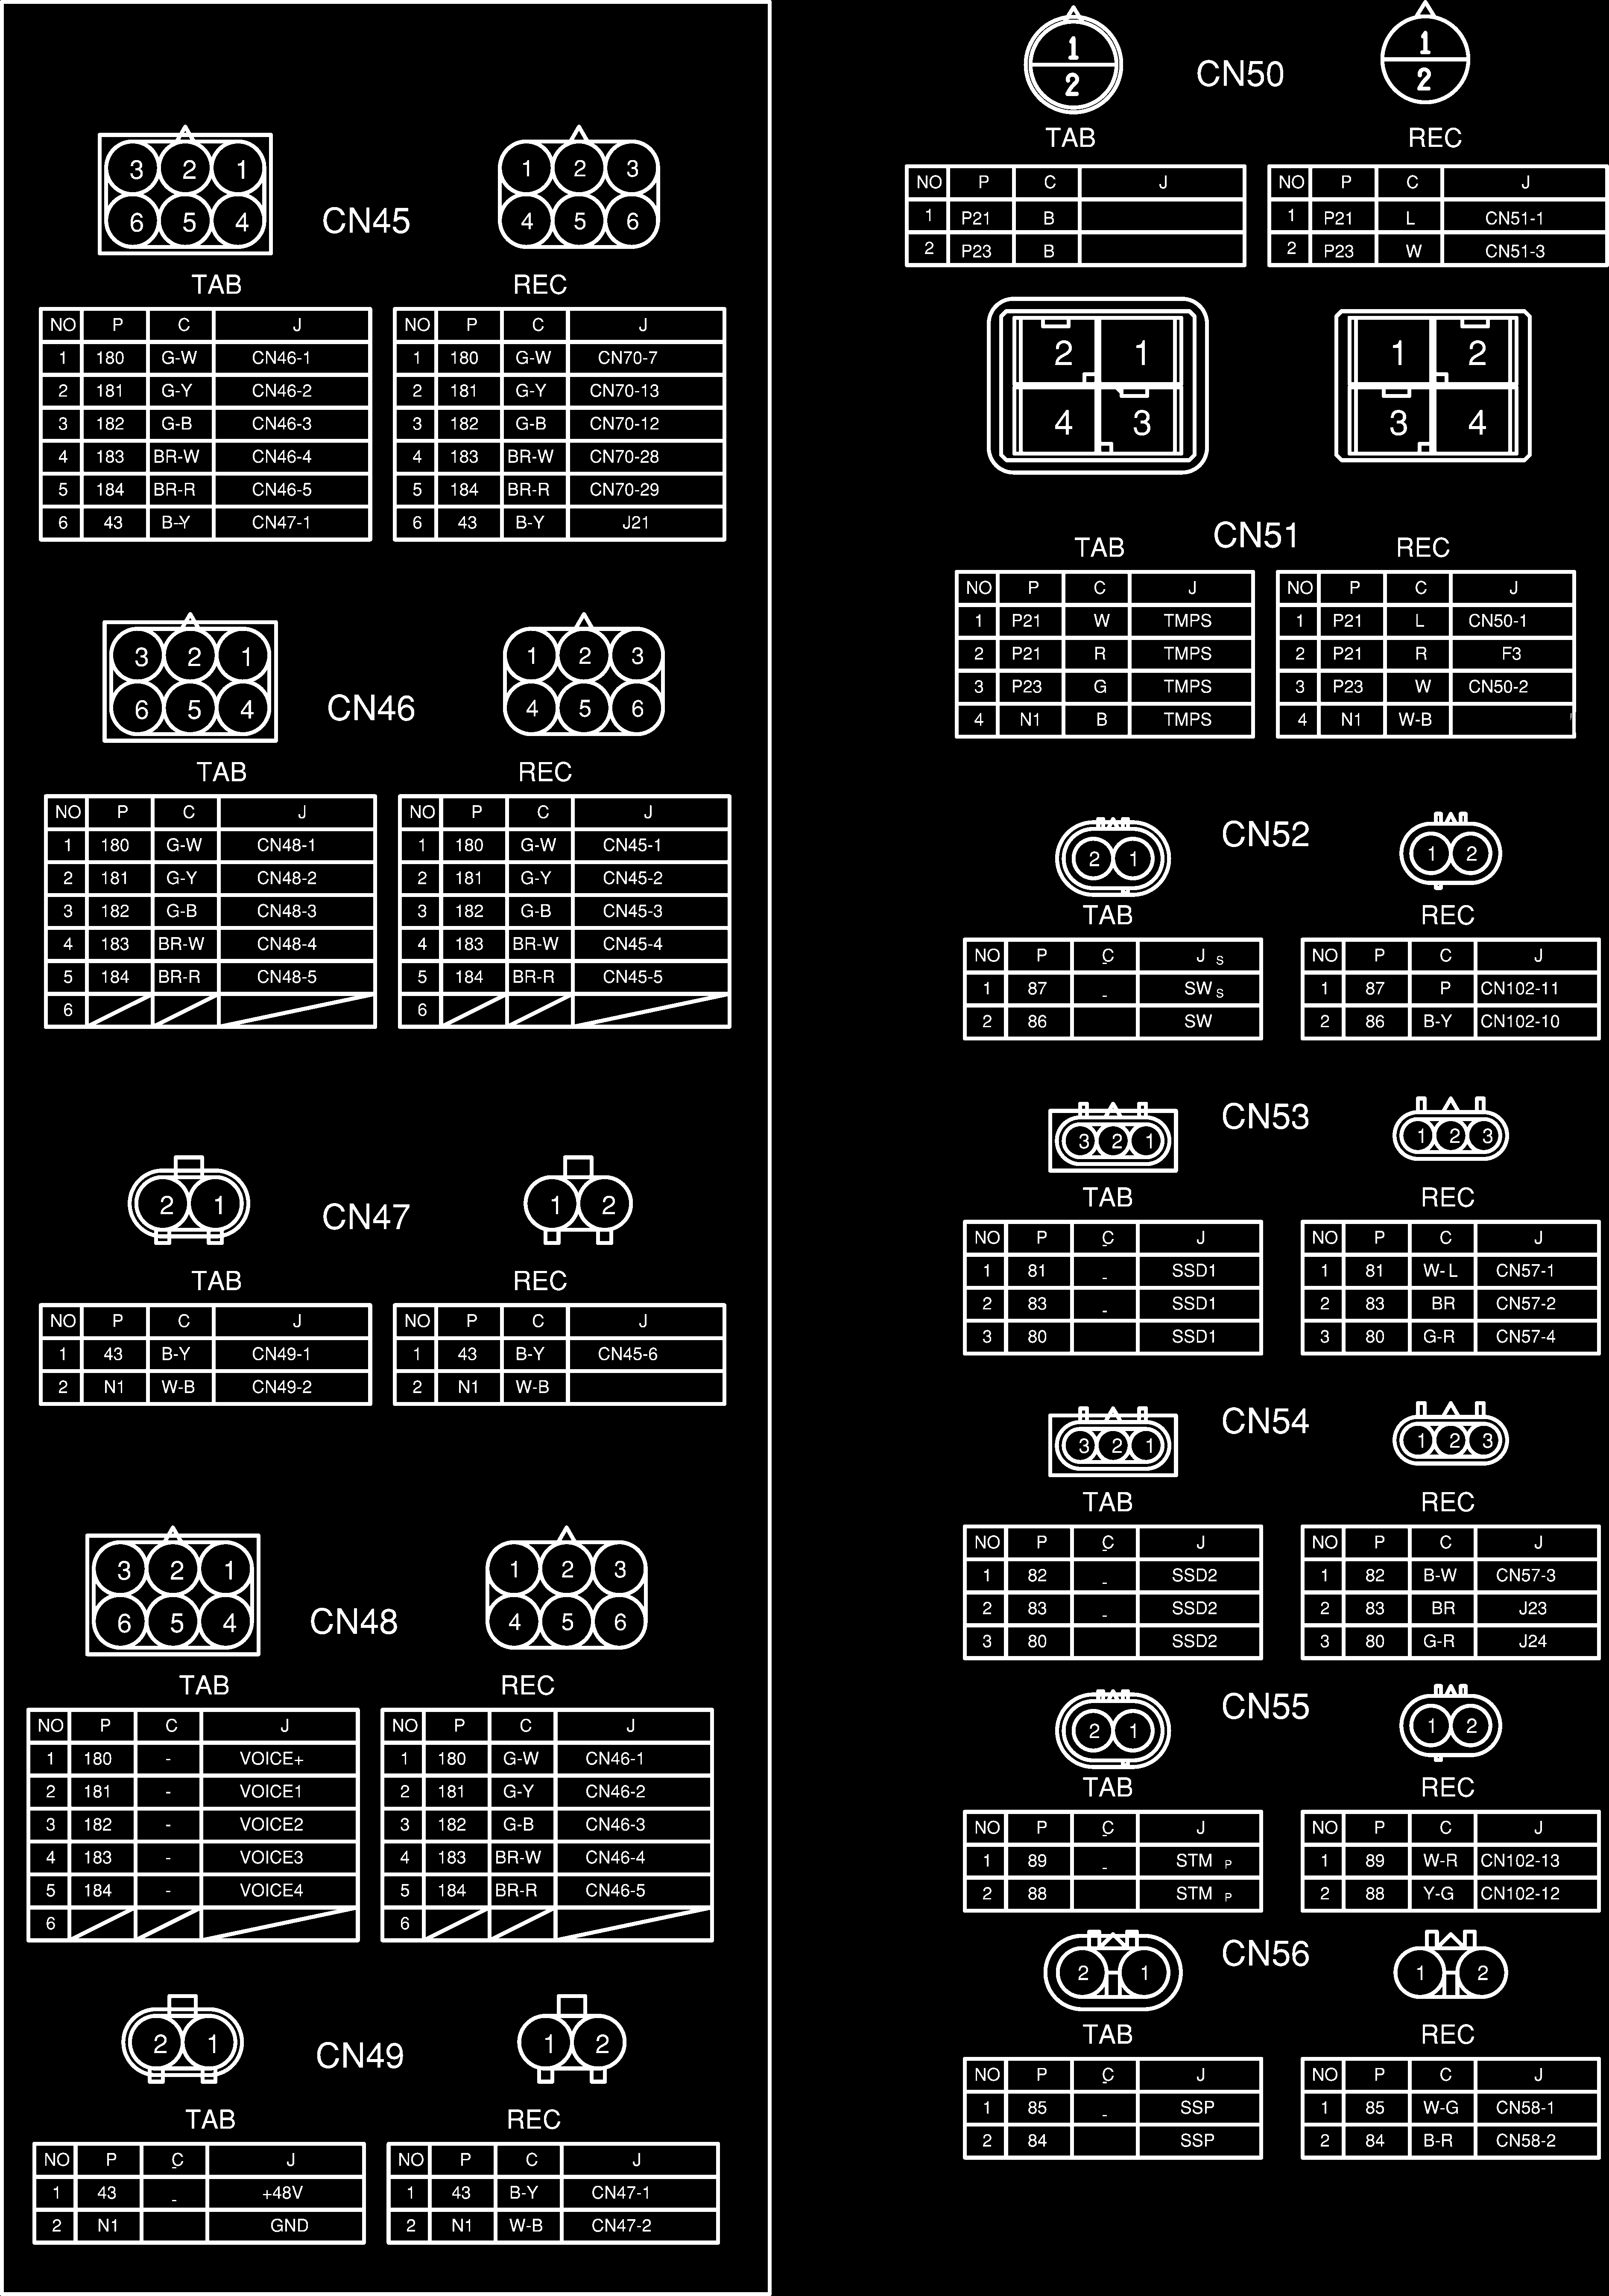 3 2 1
6 5 4
CN45
1 2 3
4 5 6
TAB
REC
NO P C J
1 180 G-W CN46-1
2 181 G-Y CN46-2
3 182 G-B CN46-3
4 183 BR-W CN46-4
5 184 BR-R CN46-5
6 43 B-Y CN47-1
NO P C J
1 180 G-W CN70-7
2 181 G-Y CN70-13
3 182 G-B CN70-12
4 183 BR-W CN70-28
5 184 BR-R CN70-29
6 43 B-Y J21
3 2 1
6 5 4
CN46
1 2 3
4 5 6
TAB
REC
NO P C J
1 180 G-W CN48-1
2 181 G-Y CN48-2
3 182 G-B CN48-3
4 183 BR-W CN48-4
5 184 BR-R CN48-5
6
NO P C J
1 180 G-W CN45-1
2 181 G-Y CN45-2
3 182 G-B CN45-3
4 183 BR-W CN45-4
5 184 BR-R CN45-5
6
2 1
CN47
1 2
TAB
REC
NO P C J
1 43 B-Y CN49-1
2 N1 W-B CN49-2
NO P C J
1 43 B-Y CN45-6
2 N1 W-B
3 2 1
6 5 4
CN48
1 2 3
4 5 6
TAB
REC
NO P C J
1 180 - VOICE+
2 181 - VOICE1
3 182 - VOICE2
4 183 - VOICE3
5 184 - VOICE4
6
NO P C J
1 180 G-W CN46-1
2 181 G-Y CN46-2
3 182 G-B CN46-3
4 183 BR-W CN46-4
5 184 BR-R CN46-5
6
2 1
CN49
1 2
TAB
REC
NO P C J
1 43 - +48V
2 N1 GND
NO P C J
1 43 B-Y CN47-1
2 N1 W-B CN47-2
1
2
CN50
1
2
TAB
REC
NO P C J
1 P21 B
2 P23 B
NO P C J
1 P21 L CN51-1
2 P23 W CN51-3
2 1
4 3
1 2
3 4
CN51
TAB
REC
NO P C J
1 P21 W TMPS
2 P21 R TMPS
3 P23 G TMPS
4 N1 B TMPS
NO P C J
1 P21 L CN50-1
2 P21 R F3
3 P23 W CN50-2
4 N1 W-B
2 1
CN52
1 2
TAB
REC
NO P C J S
1 87 - SW S
2 86 SW
NO P C J
1 87 P CN102-11
2 86 B-Y CN102-10
3 2 1
CN53
1 2 3
TAB
REC
NO P C J
1 81 - SSD1
2 83 - SSD1
3 80 SSD1
NO P C J
1 81 W-L CN57-1
2 83 BR CN57-2
3 80 G-R CN57-4
3 2 1
CN54
1 2 3
TAB
REC
NO P C J
1 82 - SSD2
2 83 - SSD2
3 80 SSD2
NO P C J
1 82 B-W CN57-3
2 83 BR J23
3 80 G-R J24
2 1
CN55
1 2
TAB
REC
NO P C J
1 89 - STM P
2 88 STM P
NO P C J
1 89 W-R CN102-13
2 88 Y-G CN102-12
2 1
CN56
1 2
TAB
REC
NO P C J
1 85 - SSP
2 84 SSP
NO P C J
1 85 W-G CN58-1
2 84 B-R CN58-2